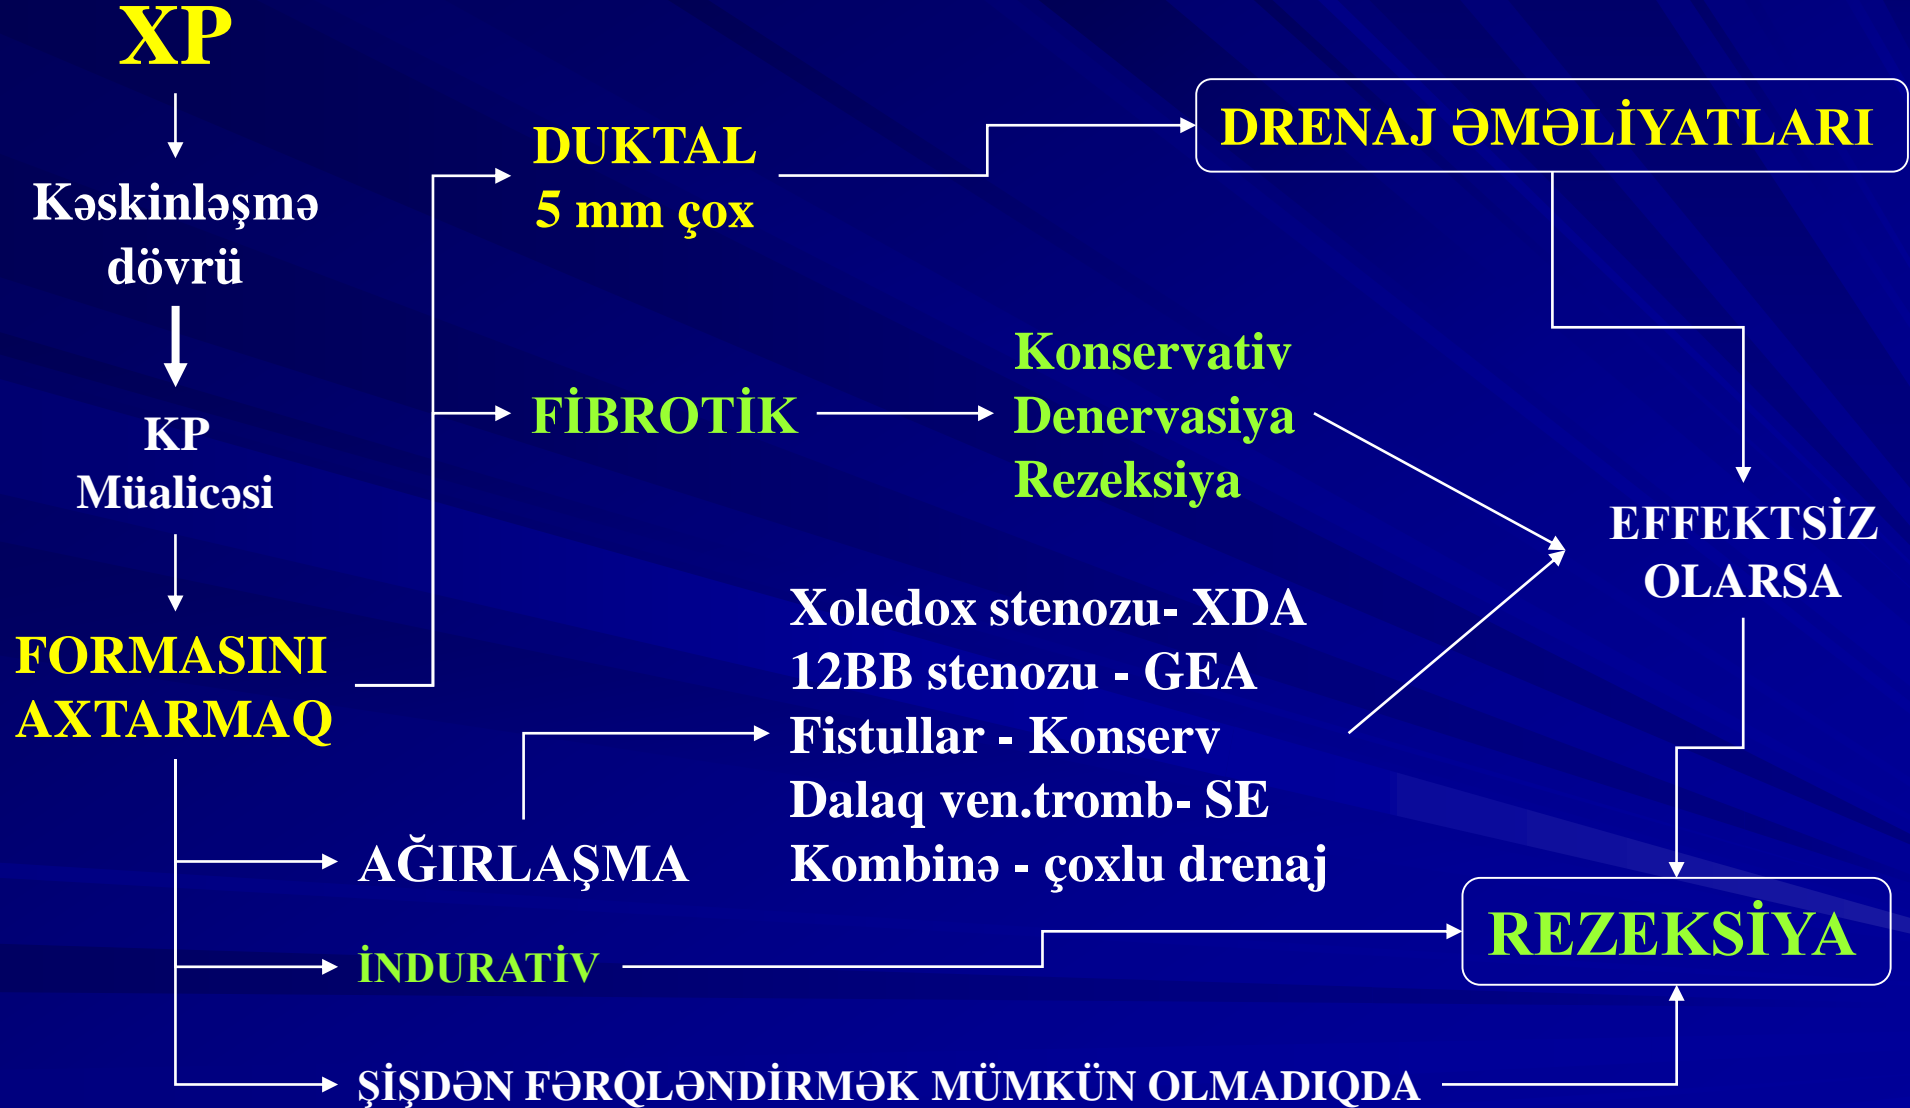 XP
Kəskinləşmə
dövrü
KP
Müalicəsi
FORMASINI
AXTARMAQ
DUKTAL
5 mm çox
DRENAJ ƏMƏLİYATLARI
FİBROTİK
Konservativ
Denervasiya
Rezeksiya
EFFEKTSİZ
OLARSA
AĞIRLAŞMA
Xoledox stenozu- XDA
12BB stenozu - GEA
Fistullar - Konserv
Dalaq ven.tromb- SE
Kombinə - çoxlu drenaj
İNDURATİV
REZEKSİYA
ŞİŞDƏN FƏRQLƏNDİRMƏK MÜMKÜN OLMADIQDA